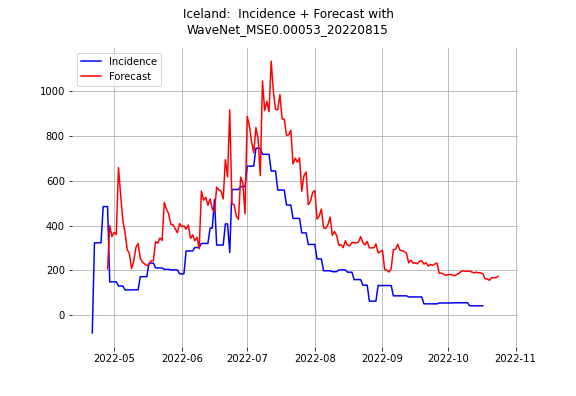 Iceland:  Incidence + Forecast with
WaveNet_MSE0.00053_20220815
Incidence
Forecast
1000
800
600
400
200
0
2022-05 2022-06 2022-07 2022-08 2022-09 2022-10 2022-11